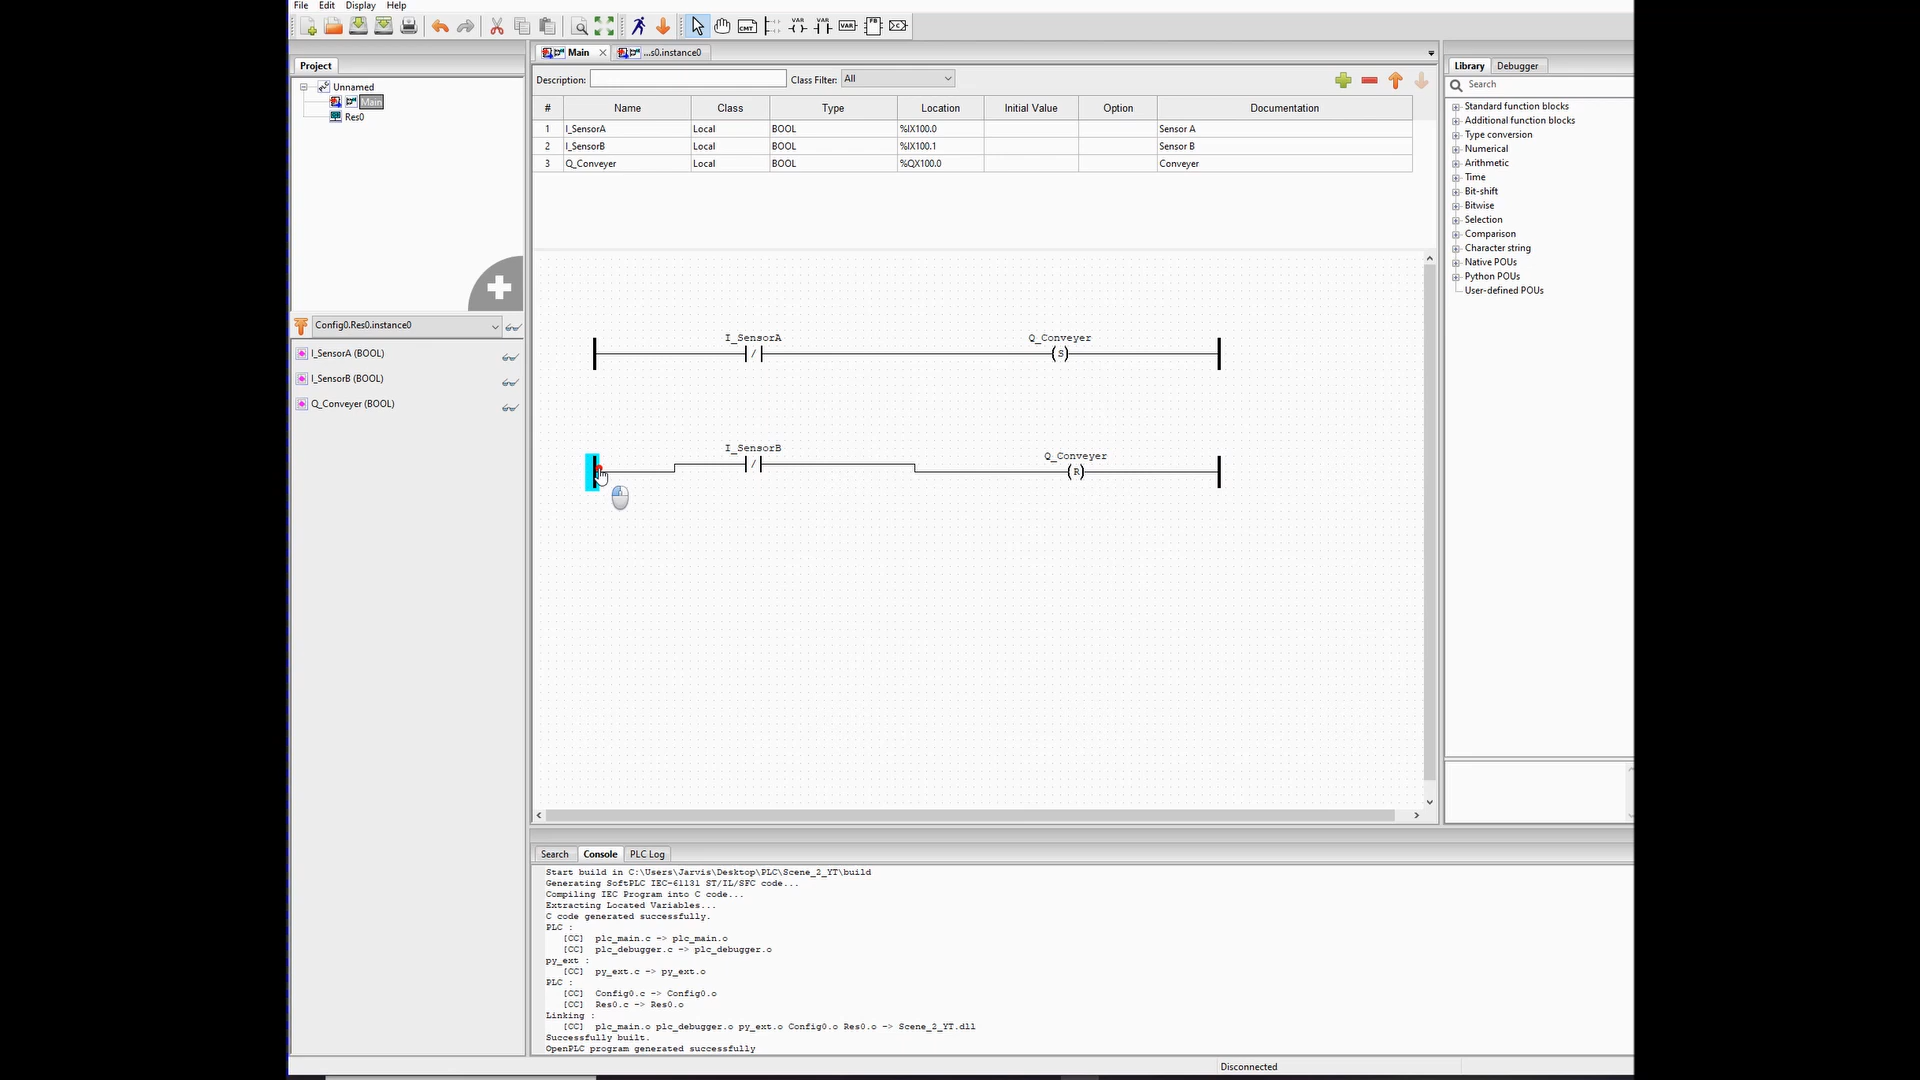 File Edit Display Help
CMT VAR VAR VAR FB
Project
Unnamed
Main
Res0
Config0.Res0.instance0
I_SensorA (BOOL)
I_SensorB (BOOL)
Q_Conveyer (BOOL)
Main ...s0.instance0
Description: Class Filter: All
# Name Class Type Location Initial Value Option Documentation
1 I_SensorA Local BOOL %IX100.0 Sensor A
2 I_SensorB Local BOOL %IX100.1 Sensor B
3 Q_Conveyer Local BOOL %QX100.0 Conveyer
I_SensorA Q_Conveyer
/ S
I_SensorB Q_Conveyer
/ R
Library Debugger
Search
Standard function blocks
Additional function blocks
Type conversion
Numerical
Arithmetic
Time
Bit-shift
Bitwise
Selection
Comparison
Character string
Native POUs
Python POUs
User-defined POUs
Search Console PLC Log
Start build in C:\Users\Jarvis\Desktop\PLC\Scene_2_YT\build
Generating SoftPLC IEC-61131 ST/IL/SFC code...
Compiling IEC Program into C code...
Extracting Located Variables...
C code generated successfully.
PLC :
[CC] plc_main.c -> plc_main.o
[CC] plc_debugger.c -> plc_debugger.o
py_ext :
[CC] py_ext.c -> py_ext.o
PLC :
[CC] Config0.c -> Config0.o
[CC] Res0.c -> Res0.o
Linking :
[CC] plc_main.o plc_debugger.o py_ext.o Config0.o Res0.o -> Scene_2_YT.dll
Successfully built.
OpenPLC program generated successfully
Disconnected